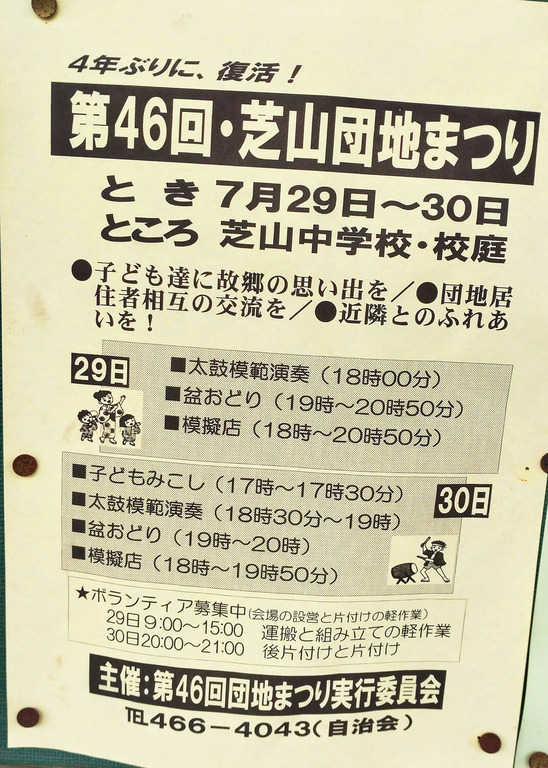 4年ぶりに、復活！
第46回・芝山団地まつり
とき 7月29日〜30日
ところ 芝山中学校・校庭
●子ども達に故郷の思い出を／●団地居
住者相互の交流を／●近隣とのふれあ
いを！
29日
■太鼓模範演奏（18時00分）
■盆おどり（19時〜20時50分）
■模擬店（18時〜20時50分）
30日
■子どもみこし（17時〜17時30分）
■太鼓模範演奏（18時30分〜19時）
■盆おどり（19時〜20時）
■模擬店（18時〜19時50分）
★ボランティア募集中（会場の設営と片付けの軽作業）
29日9:00〜15:00 運搬と組み立ての軽作業
30日20:00〜21:00 後片付けと片付け
主催：第46回団地まつり実行委員会
℡466－4043（自治会）